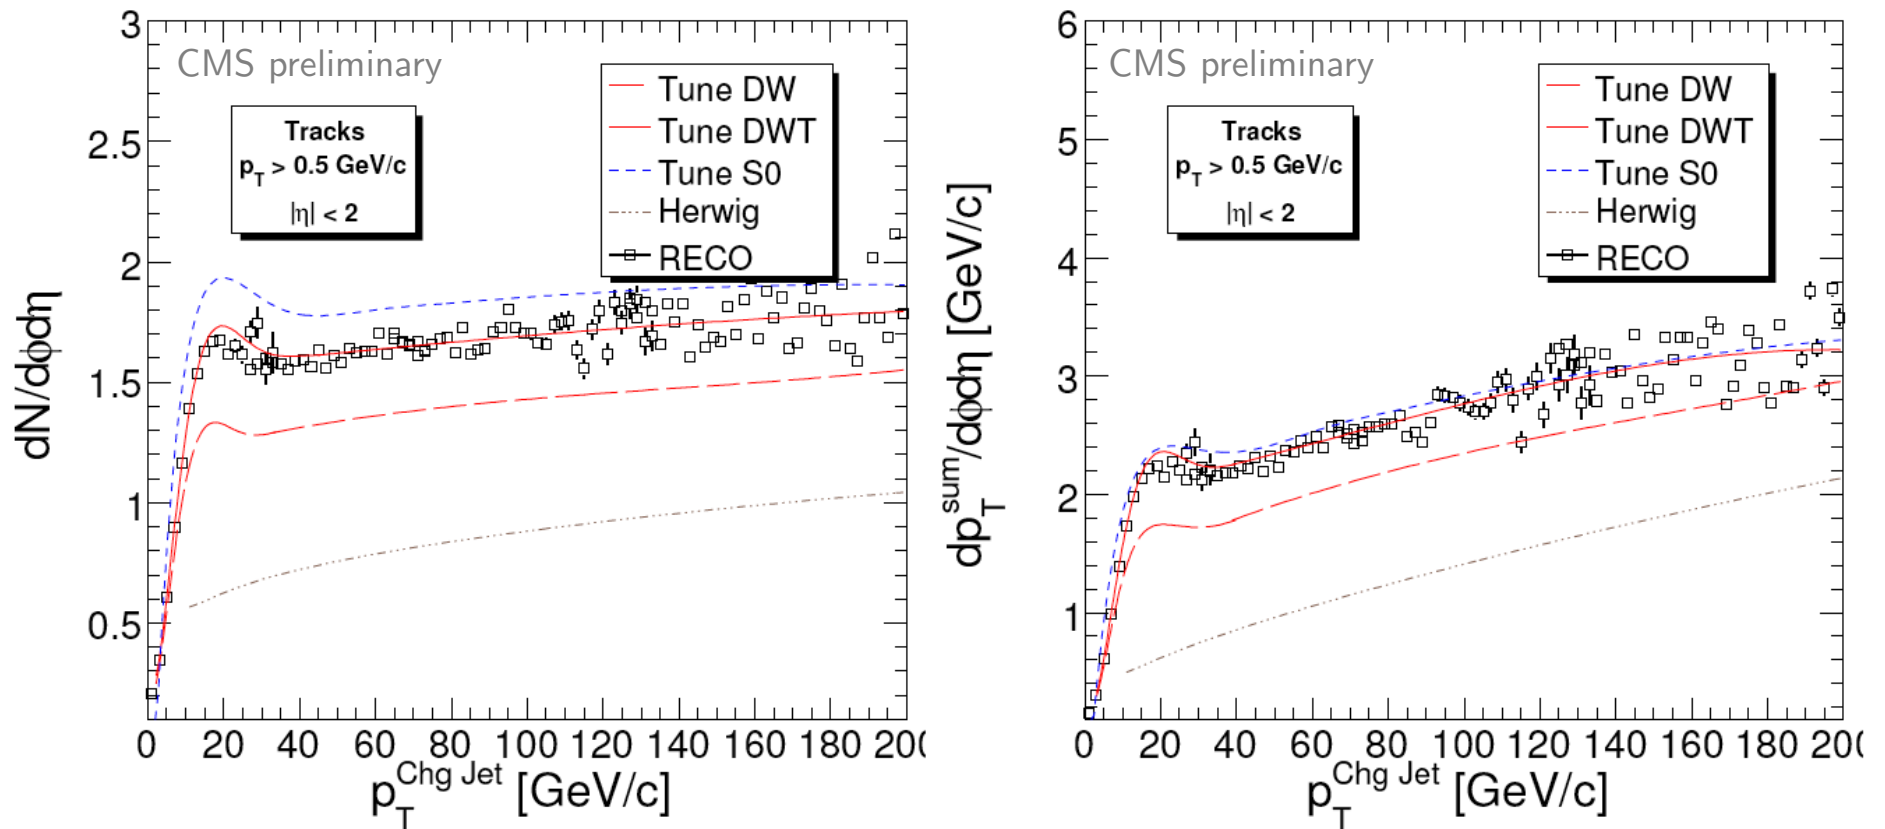 CMS preliminary
Tracks
p_T > 0.5 GeV/c
|η| < 2
Tune DW
Tune DWT
Tune S0
Herwig
RECO
3
2.5
2
1.5
1
0.5
dN/dϕdη
0 20 40 60 80 100 120 140 160 180 200
p_T^Chg Jet [GeV/c]
CMS preliminary
Tracks
p_T > 0.5 GeV/c
|η| < 2
Tune DW
Tune DWT
Tune S0
Herwig
RECO
6
5
4
3
2
1
dp_T^sum/dϕdη [GeV/c]
0 20 40 60 80 100 120 140 160 180 200
p_T^Chg Jet [GeV/c]